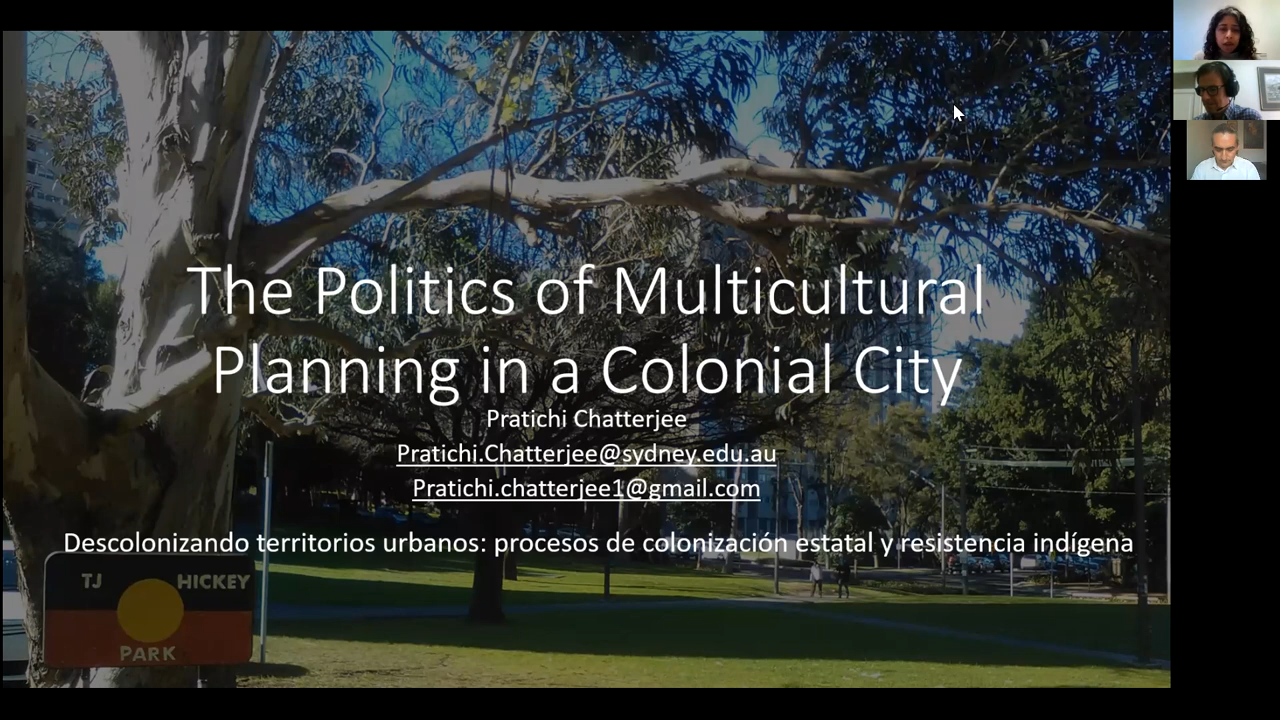 The Politics of Multicultural
Planning in a Colonial City
Pratichi Chatterjee
Pratichi.Chatterjee@sydney.edu.au
Pratichi.chatterjee1@gmail.com
Descolonizando territorios urbanos: procesos de colonización estatal y resistencia indígena
TJ HICKEY
PARK